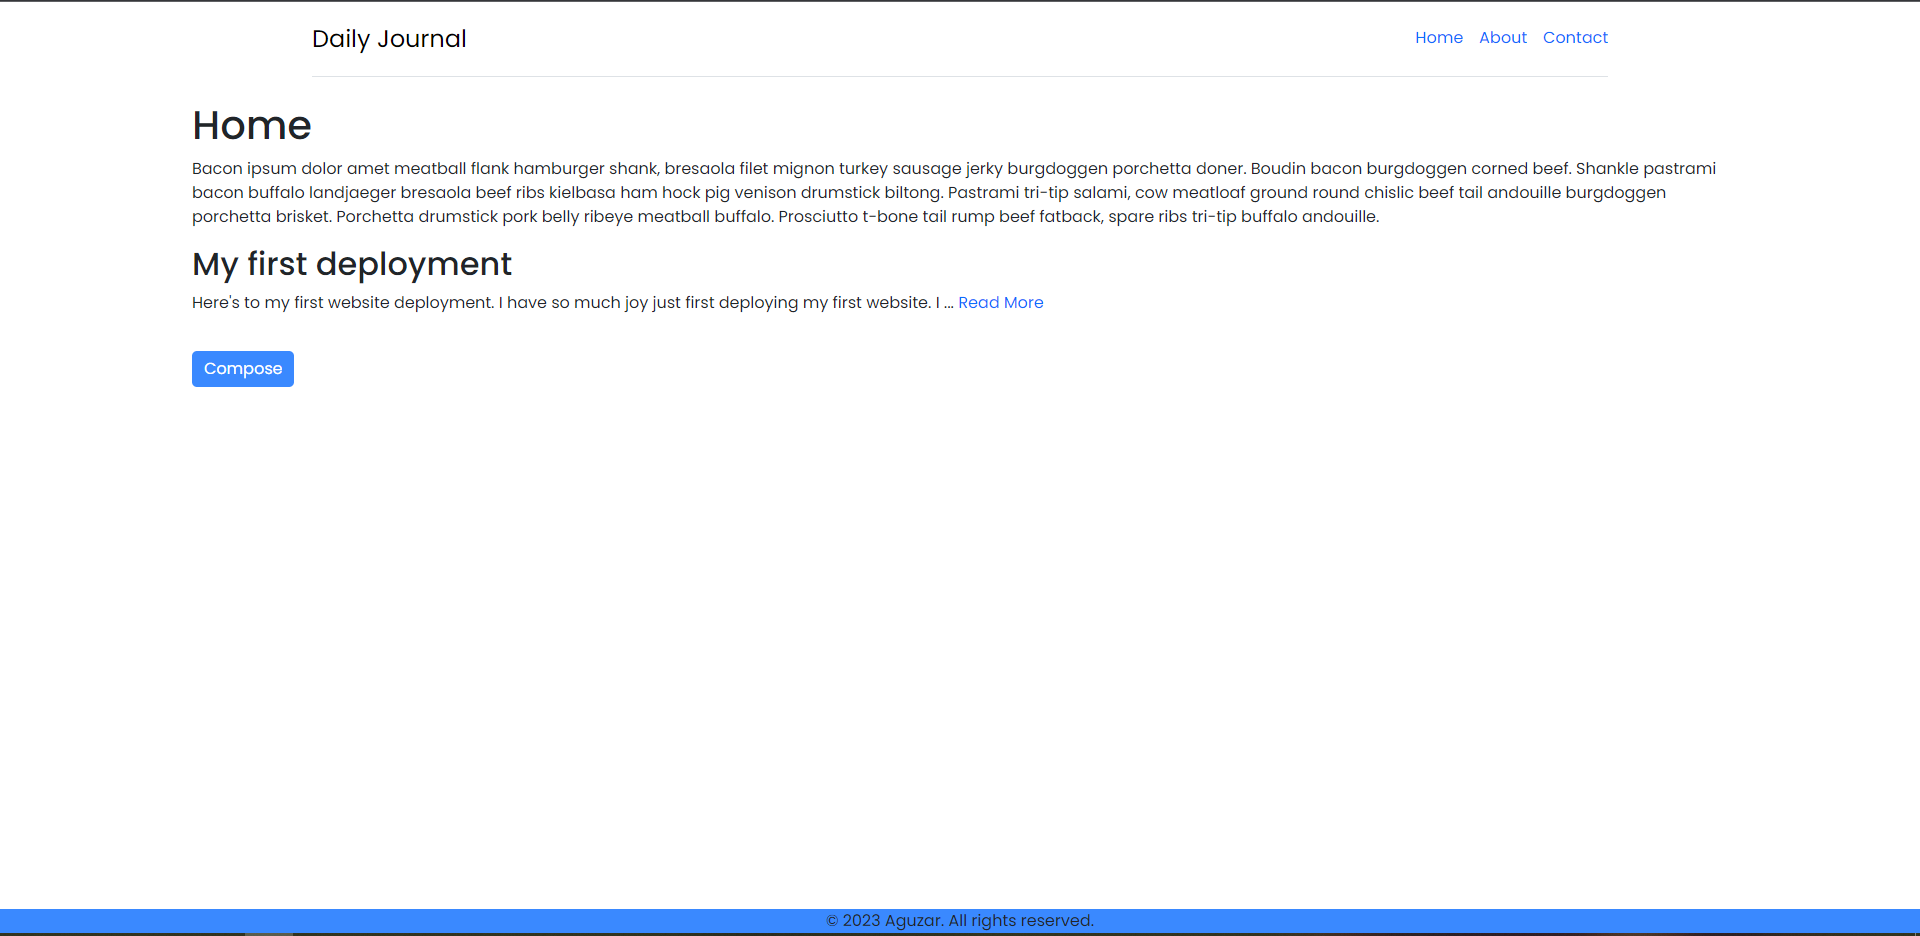 Daily Journal
Home About Contact
Home
Bacon ipsum dolor amet meatball flank hamburger shank, bresaola filet mignon turkey sausage jerky burgdoggen porchetta doner. Boudin bacon burgdoggen corned beef. Shankle pastrami
bacon buffalo landjaeger bresaola beef ribs kielbasa ham hock pig venison drumstick biltong. Pastrami tri-tip salami, cow meatloaf ground round chislic beef tail andouille burgdoggen
porchetta brisket. Porchetta drumstick pork belly ribeye meatball buffalo. Prosciutto t-bone tail rump beef fatback, spare ribs tri-tip buffalo andouille.
My first deployment
Here's to my first website deployment. I have so much joy just first deploying my first website. I ... Read More
Compose
© 2023 Aguzar. All rights reserved.